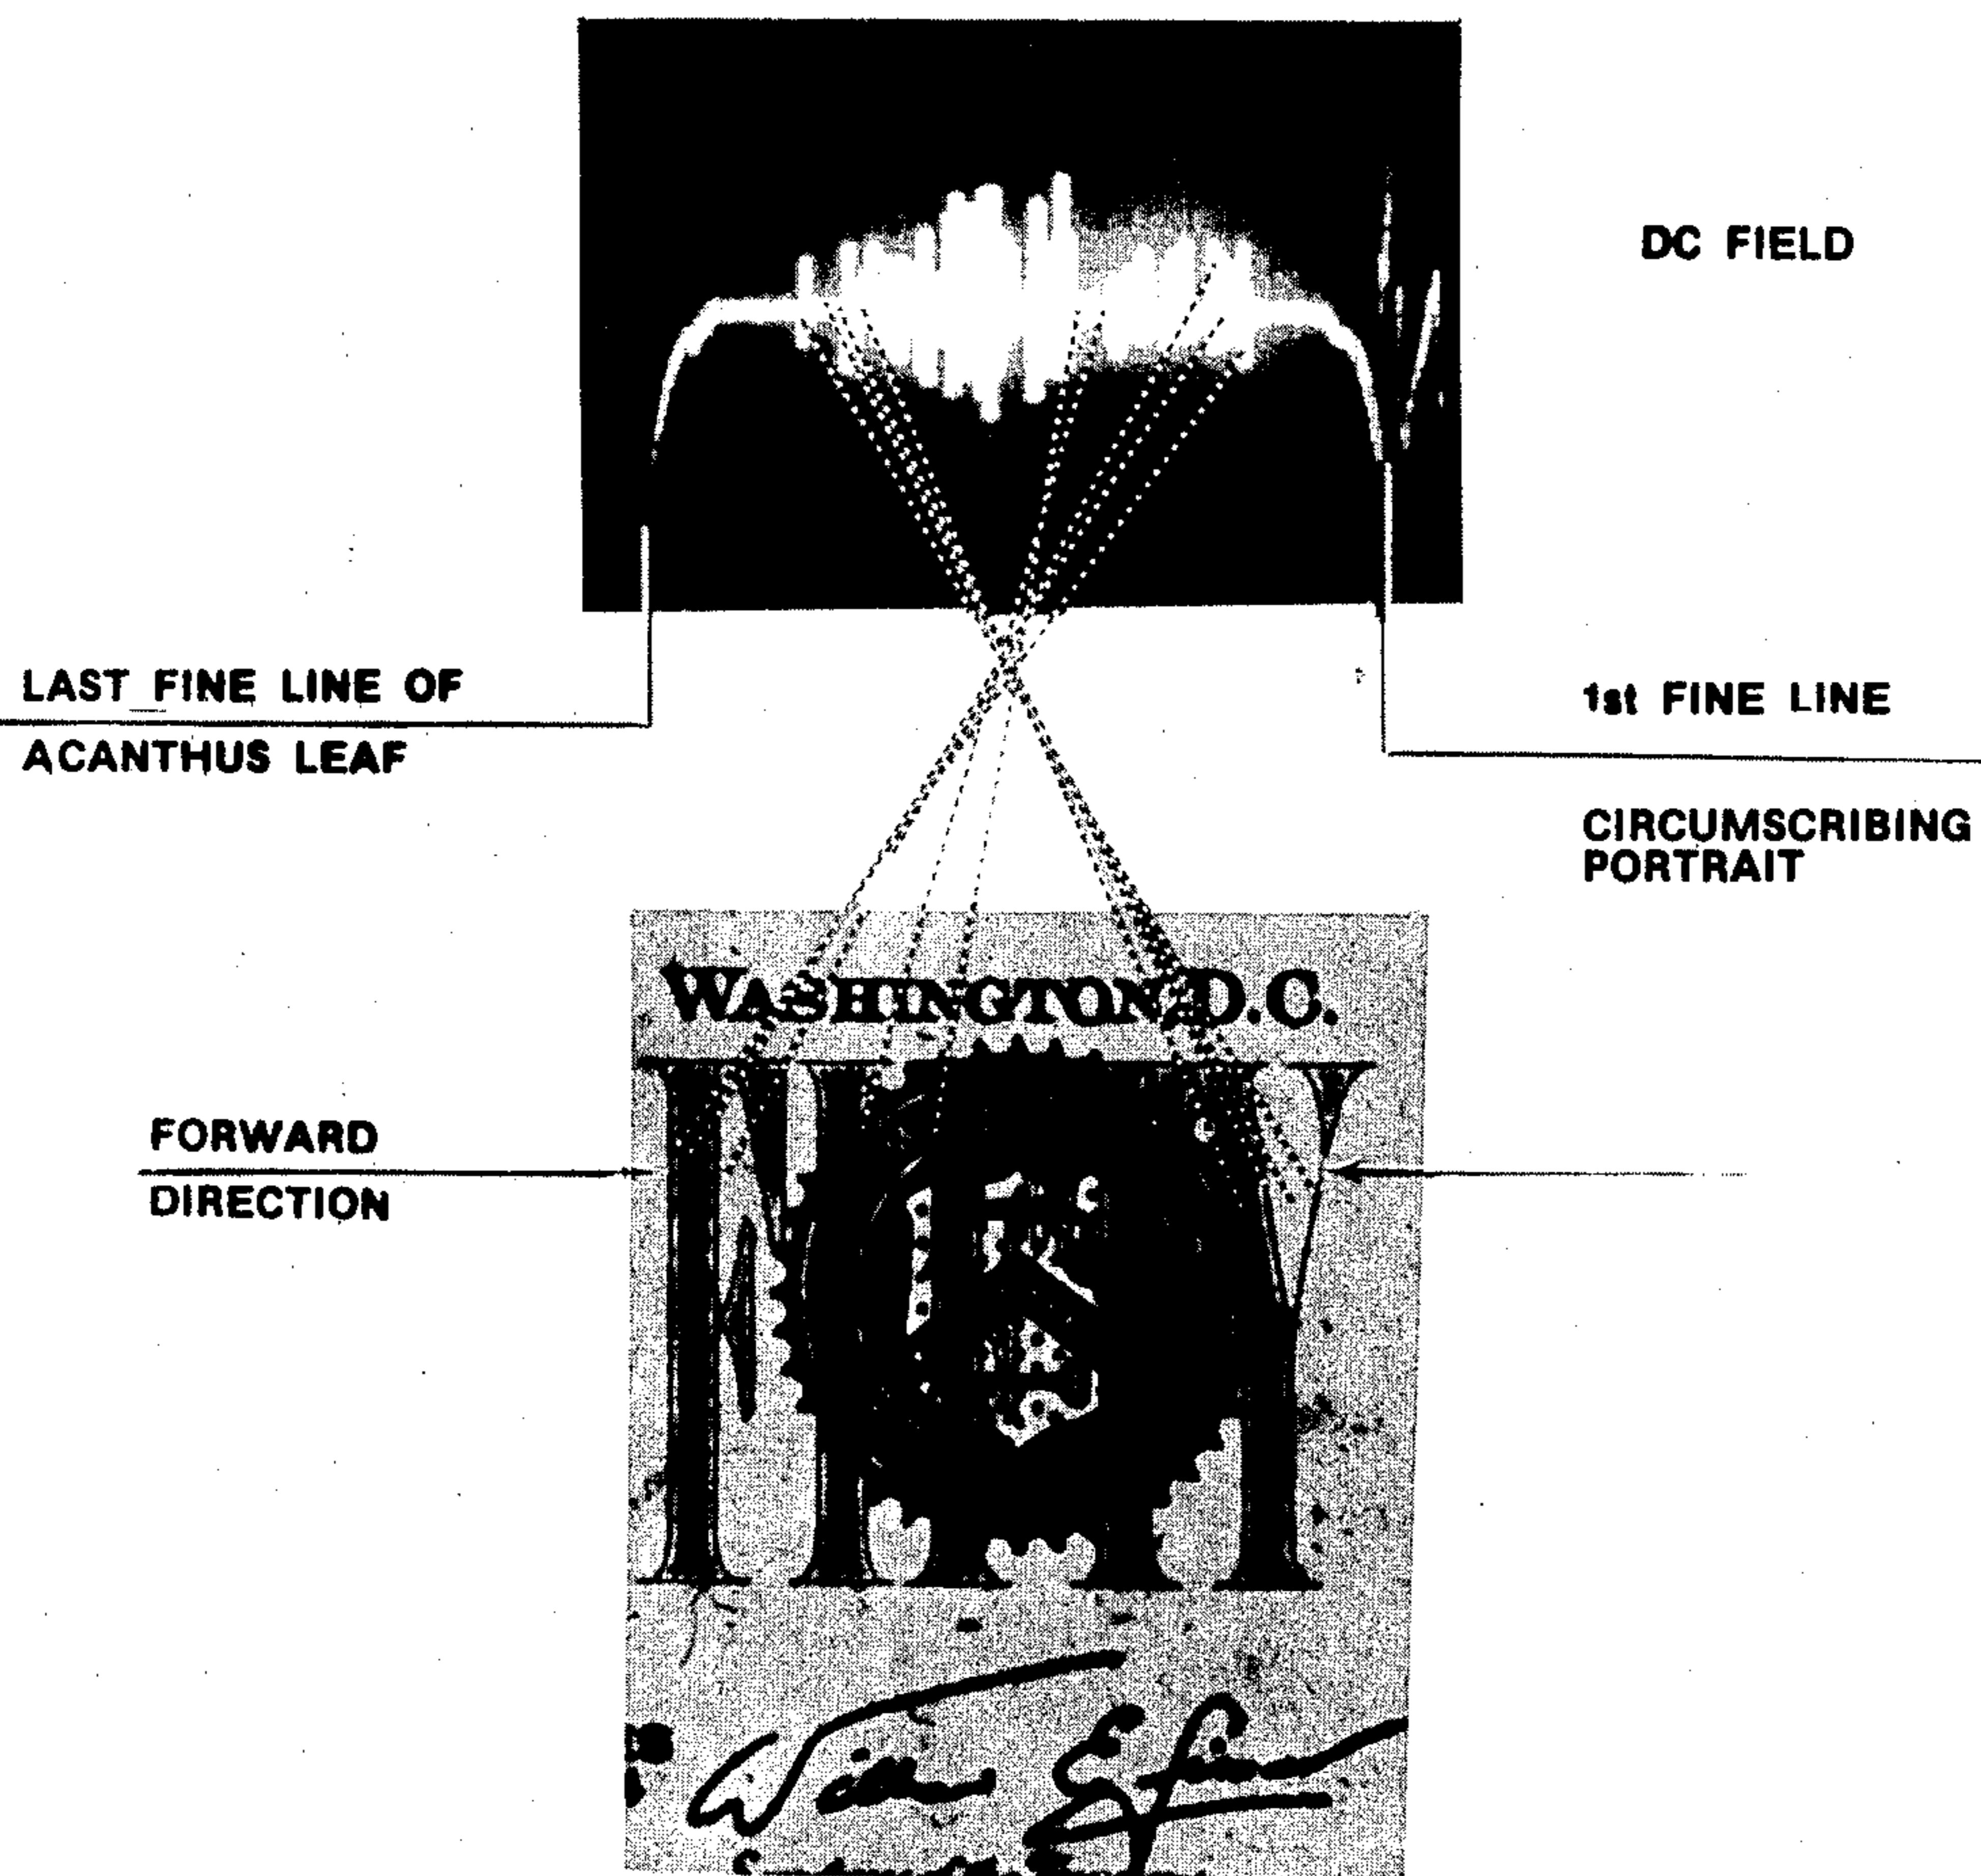 DC FIELD
LAST FINE LINE OF
ACANTHUS LEAF
1st FINE LINE
CIRCUMSCRIBING
PORTRAIT
WASHINGTON, D.C.
FORWARD
DIRECTION